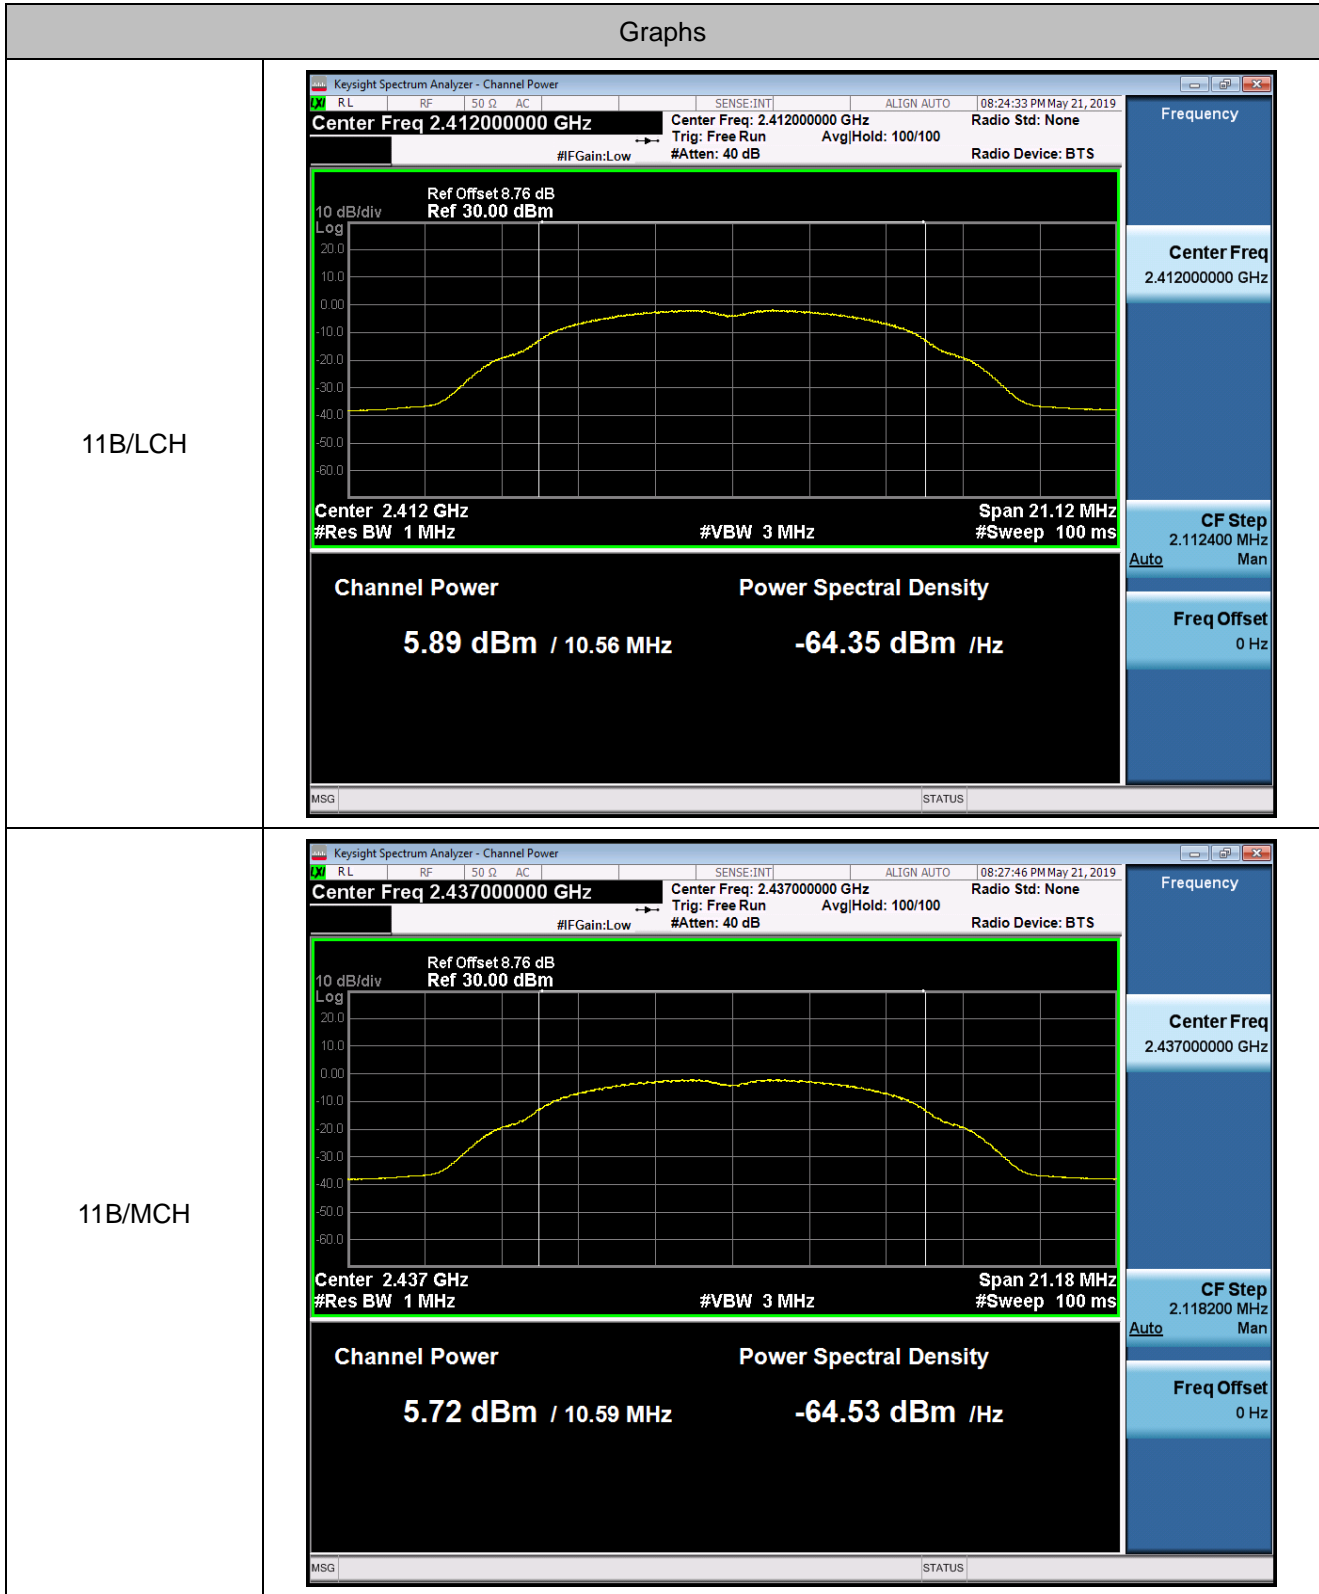 Graphs
11B/LCH
Keysight Spectrum Analyzer - Channel Power
LXI RL RF 50 Ω AC SENSE:INT ALIGN AUTO 08:24:33 PM May 21, 2019
Center Freq 2.412000000 GHz
Center Freq: 2.412000000 GHz
Radio Std: None
Trig: Free Run Avg|Hold: 100/100
#IFGain:Low #Atten: 40 dB
Radio Device: BTS
Ref Offset 8.76 dB
10 dB/div Ref 30.00 dBm
Log
20.0
10.0
0.00
-10.0
-20.0
-30.0
-40.0
-50.0
-60.0
Center 2.412 GHz Span 21.12 MHz
#Res BW 1 MHz #VBW 3 MHz #Sweep 100 ms
Channel Power Power Spectral Density
5.89 dBm / 10.56 MHz -64.35 dBm /Hz
MSG STATUS
Frequency
Center Freq
2.412000000 GHz
CF Step
2.112400 MHz
Auto Man
Freq Offset
0 Hz
11B/MCH
Keysight Spectrum Analyzer - Channel Power
LXI RL RF 50 Ω AC SENSE:INT ALIGN AUTO 08:27:46 PM May 21, 2019
Center Freq 2.437000000 GHz
Center Freq: 2.437000000 GHz
Radio Std: None
Trig: Free Run Avg|Hold: 100/100
#IFGain:Low #Atten: 40 dB
Radio Device: BTS
Ref Offset 8.76 dB
10 dB/div Ref 30.00 dBm
Log
20.0
10.0
0.00
-10.0
-20.0
-30.0
-40.0
-50.0
-60.0
Center 2.437 GHz Span 21.18 MHz
#Res BW 1 MHz #VBW 3 MHz #Sweep 100 ms
Channel Power Power Spectral Density
5.72 dBm / 10.59 MHz -64.53 dBm /Hz
MSG STATUS
Frequency
Center Freq
2.437000000 GHz
CF Step
2.118200 MHz
Auto Man
Freq Offset
0 Hz